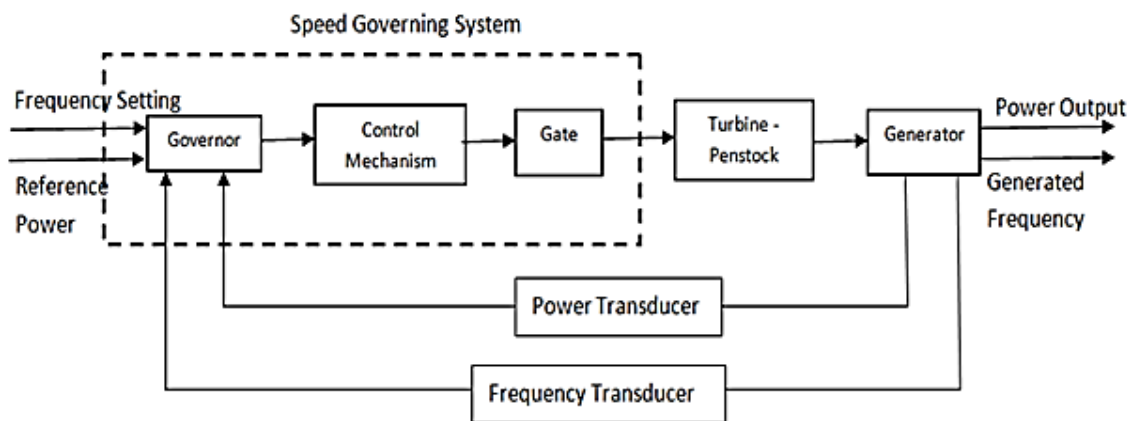 Speed Governing System
Frequency Setting
Reference
Power
Governor
Control
Mechanism
Gate
Turbine -
Penstock
Generator
Power Output
Generated
Frequency
Power Transducer
Frequency Transducer